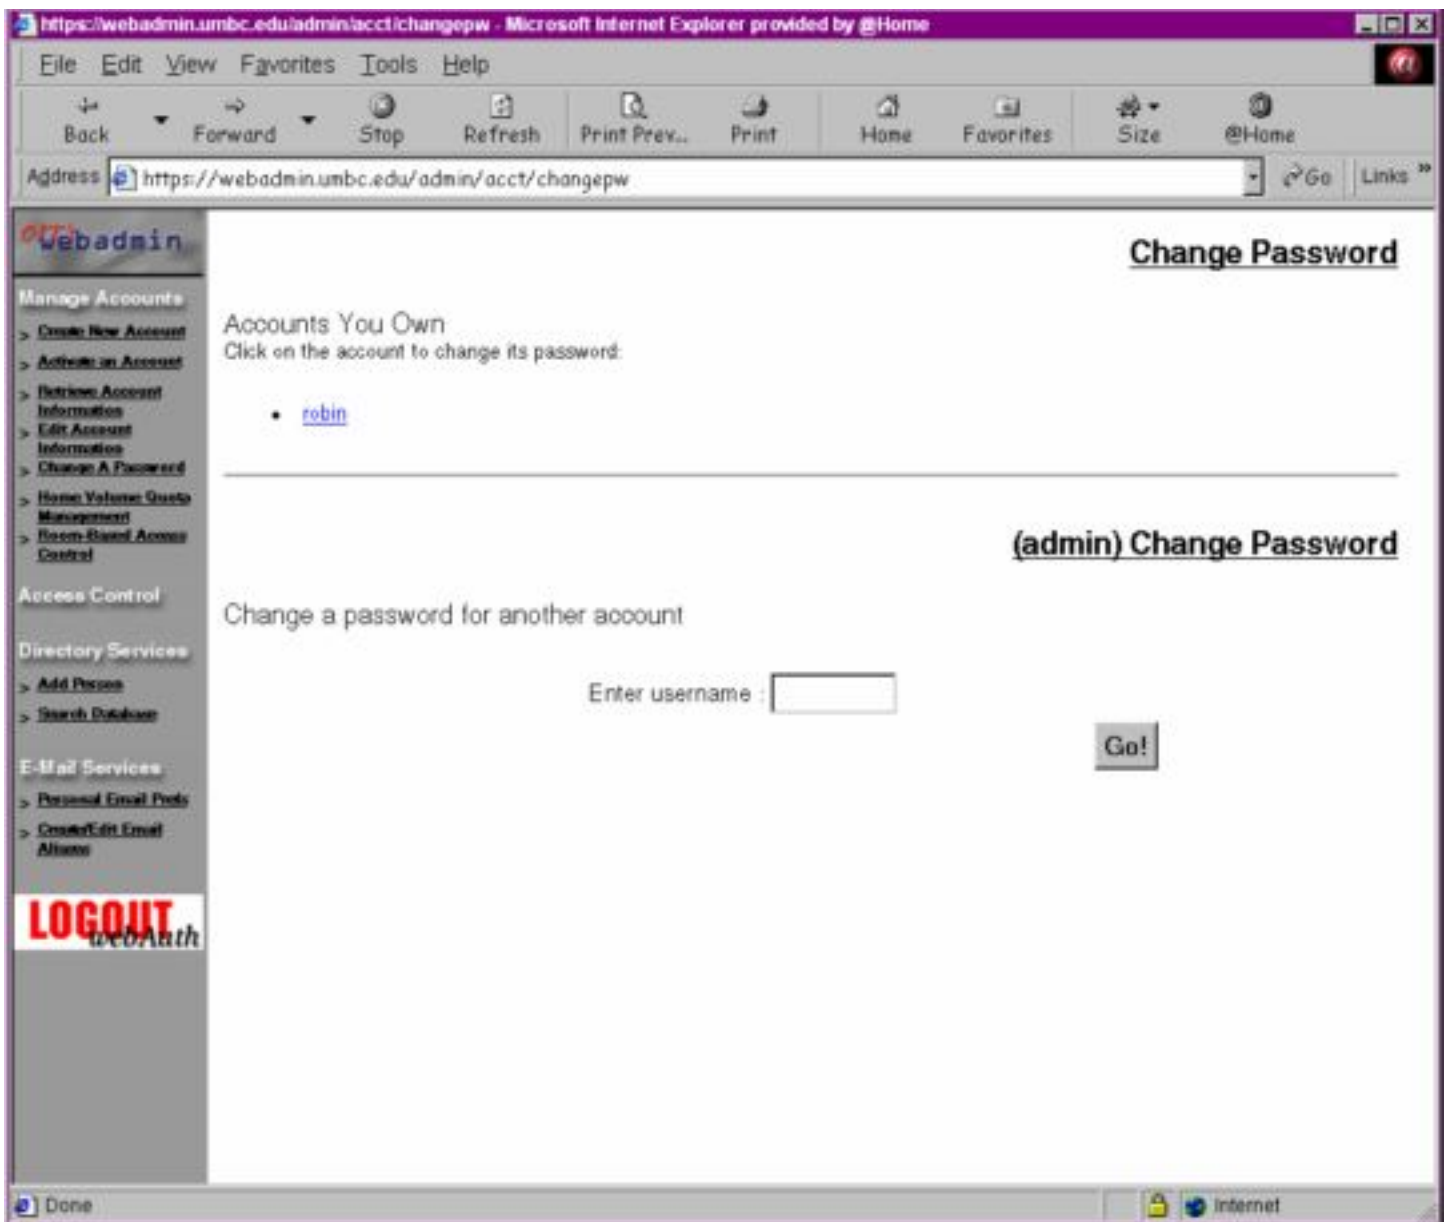 https://webadmin.umbc.edu/admin/acct/changepw - Microsoft Internet Explorer provided by @Home
File Edit View Favorites Tools Help
Back Forward Stop Refresh Print Prev... Print Home Favorites Size @Home
Address https://webadmin.umbc.edu/admin/acct/changepw Go Links »
webadmin
Manage Accounts
> Create New Account
> Activate an Account
> Retrieve Account
Information
> Edit Account
Information
> Change A Password
> Home Volume Quota
Management
> Room-Based Access
Control
Access Control
Directory Services
> Add Person
> Search Database
E-Mail Services
> Personal Email Prefs
> Create/Edit Email
Aliases
LOGOUT
webAuth
Change Password
Accounts You Own
Click on the account to change its password:
• robin
(admin) Change Password
Change a password for another account
Enter username :
Go!
Done Internet